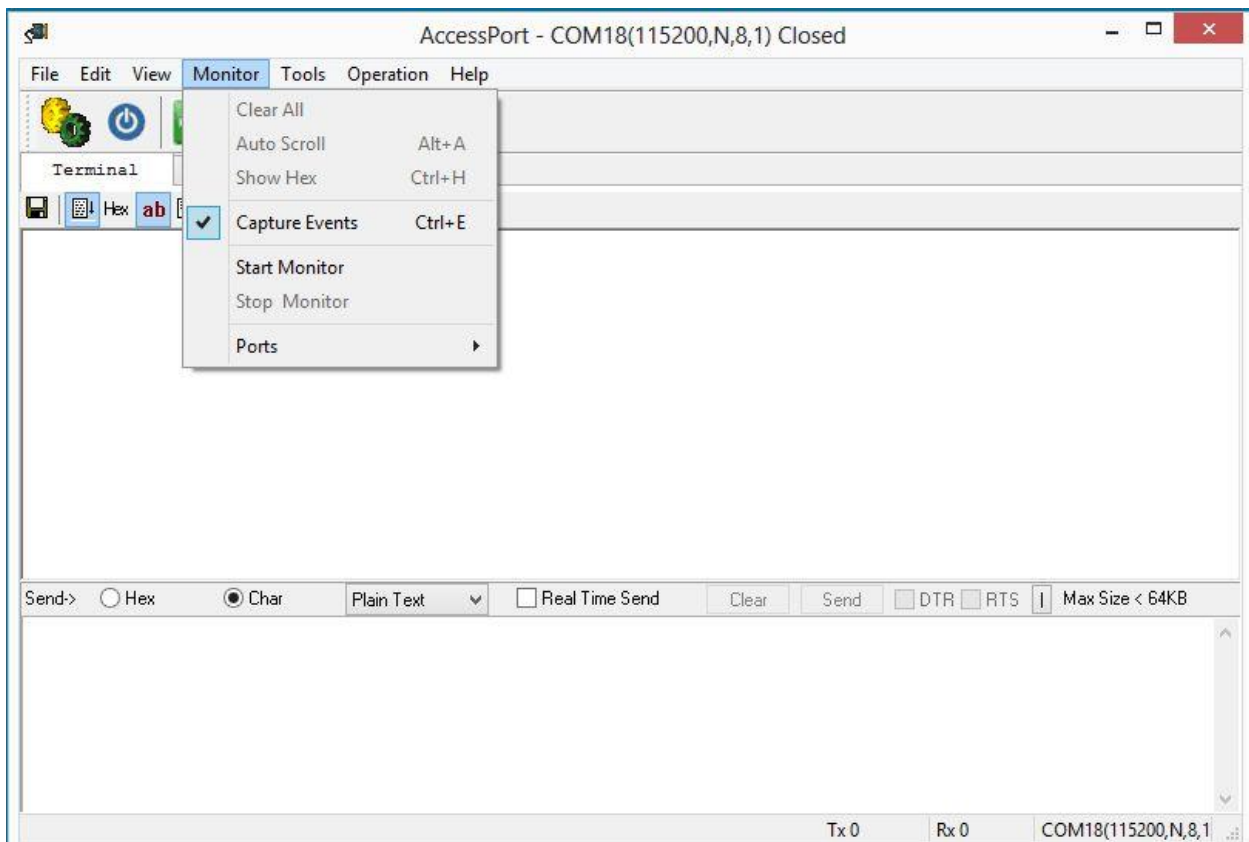 AccessPort - COM18(115200,N,8,1) Closed
File Edit View Monitor Tools Operation Help
Clear All
Auto Scroll Alt+A
Terminal
Show Hex Ctrl+H
Hex ab
Capture Events Ctrl+E
Start Monitor
Stop Monitor
Ports
Send-> Hex Char Plain Text Real Time Send Clear Send DTR RTS | Max Size < 64KB
Tx 0 Rx 0 COM18(115200,N,8,1